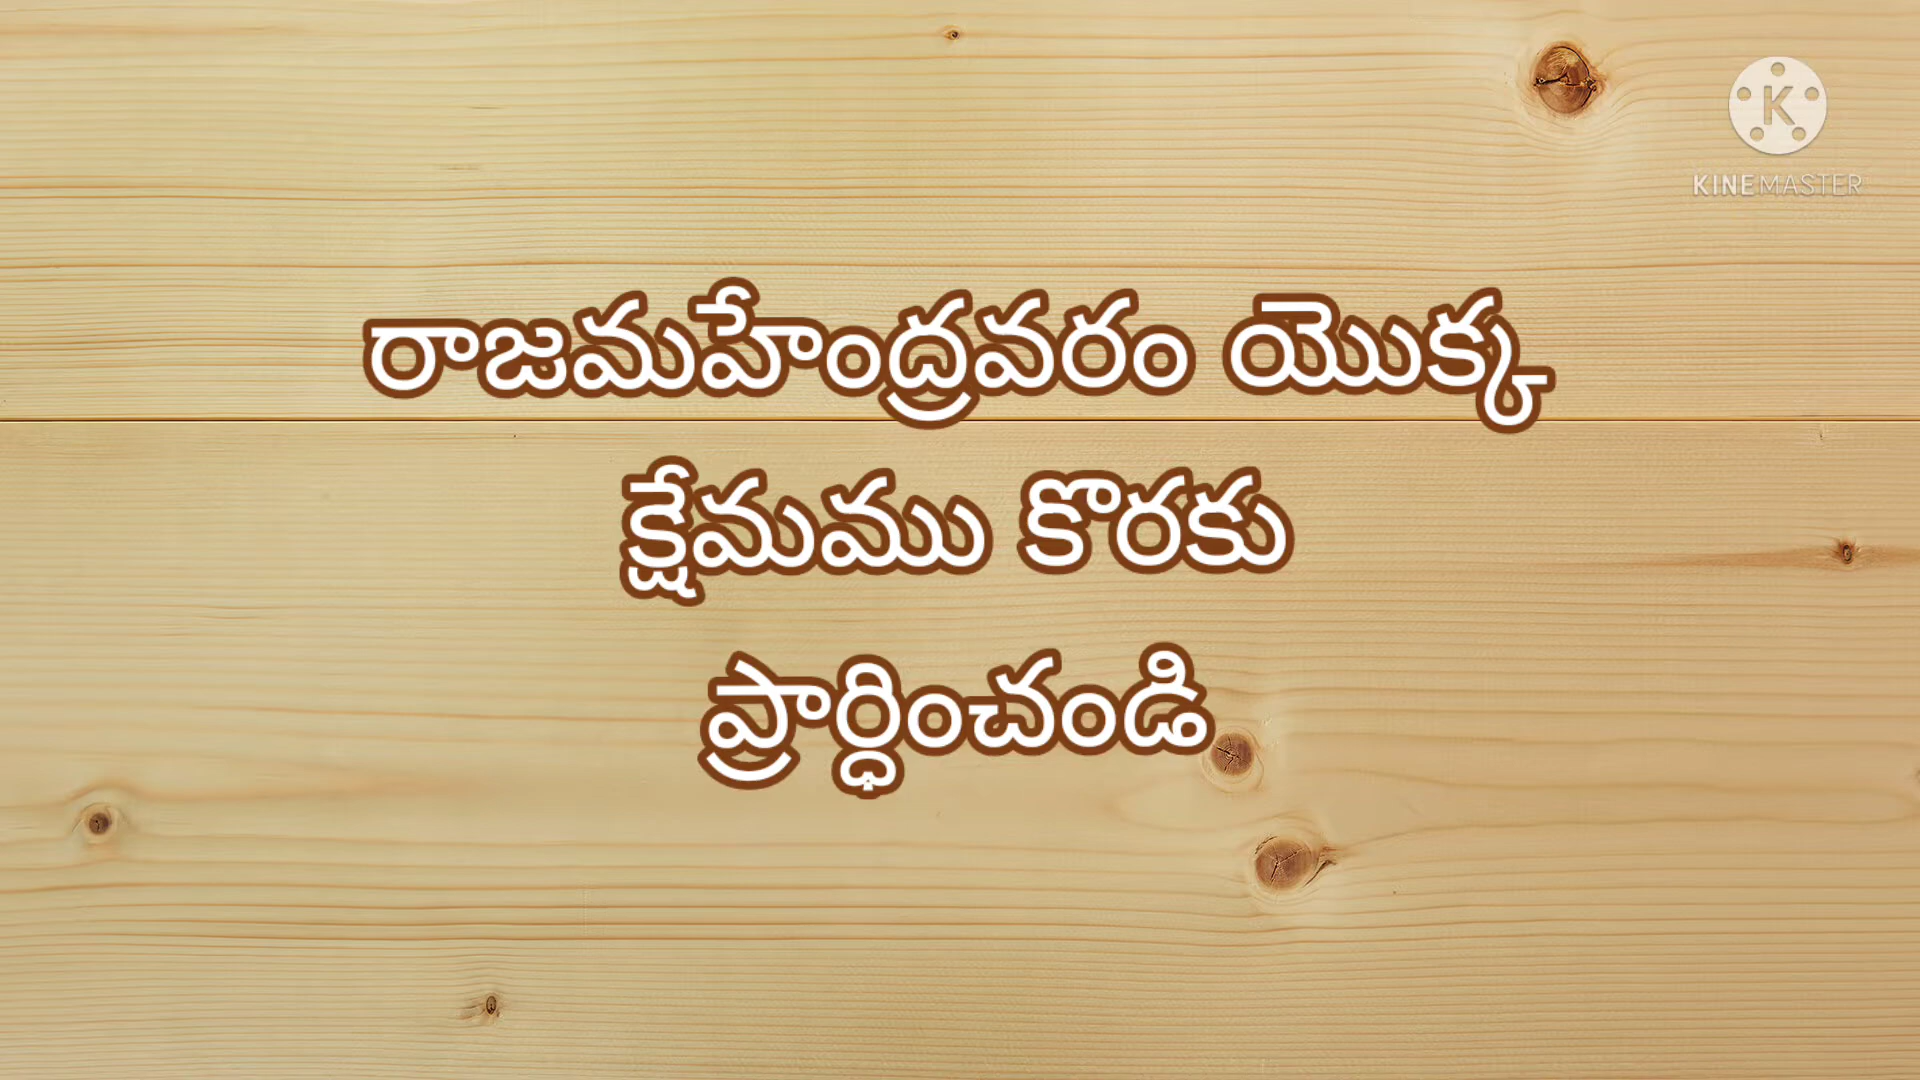 KINEMASTER
రాజమహేంద్రవరం యొక్క
క్షేమము కొరకు
ప్రార్ధించండి